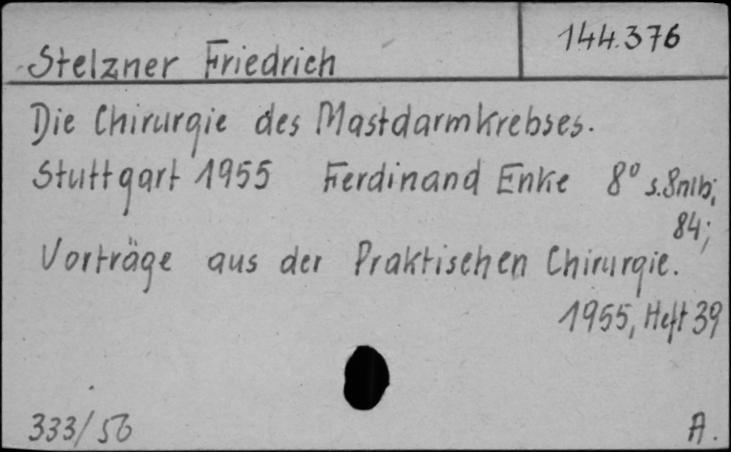 144.376
Stelzner Friedrich
Die Chirurgie des Mastdarmkrebses.
Stuttgart 1955 Ferdinand Enke 8° s.
84;
Vorträge aus der Praktischen Chirurgie.
1955, Heft 39
333/56
A.